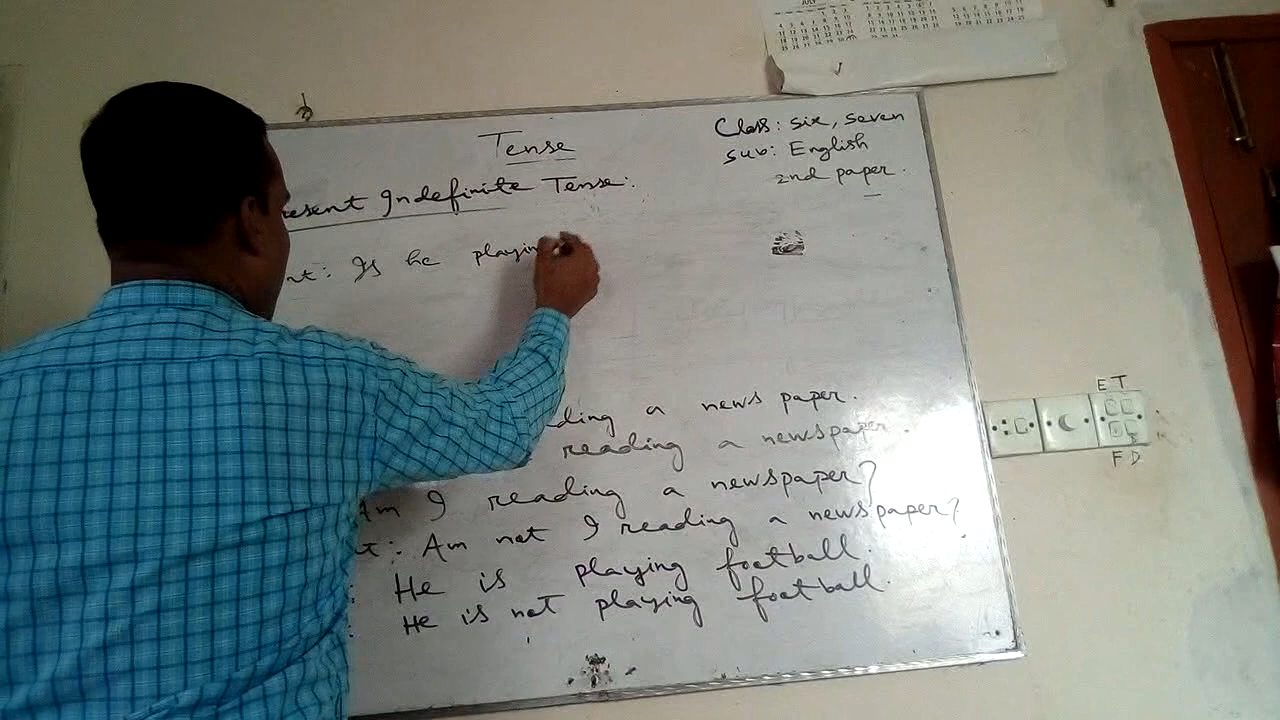 Tense
Class: six, seven
sub: English
2nd paper.
resent Indefinite Tense:
nt: Is he playin
ding a news paper.
reading a newspaper.
Am I reading a newspaper?
t: Am not I reading a newspaper?
: He is playing football.
: He is not playing football.
JULY
E T
F D